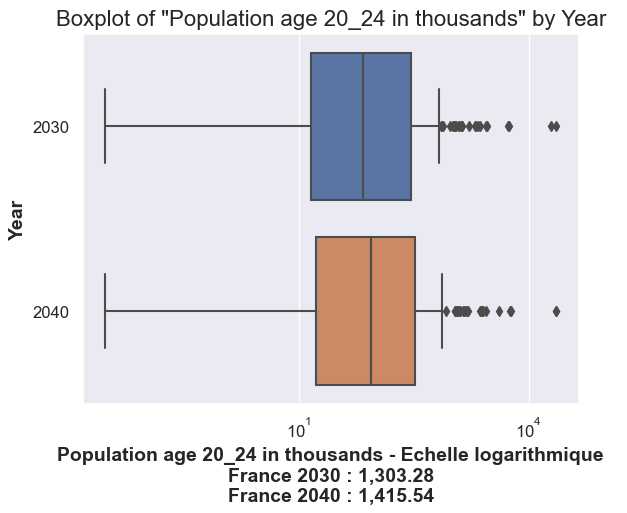 Boxplot of "Population age 20_24 in thousands" by Year
2030
Year
2040
10¹ 10⁴
Population age 20_24 in thousands - Echelle logarithmique
France 2030 : 1,303.28
France 2040 : 1,415.54